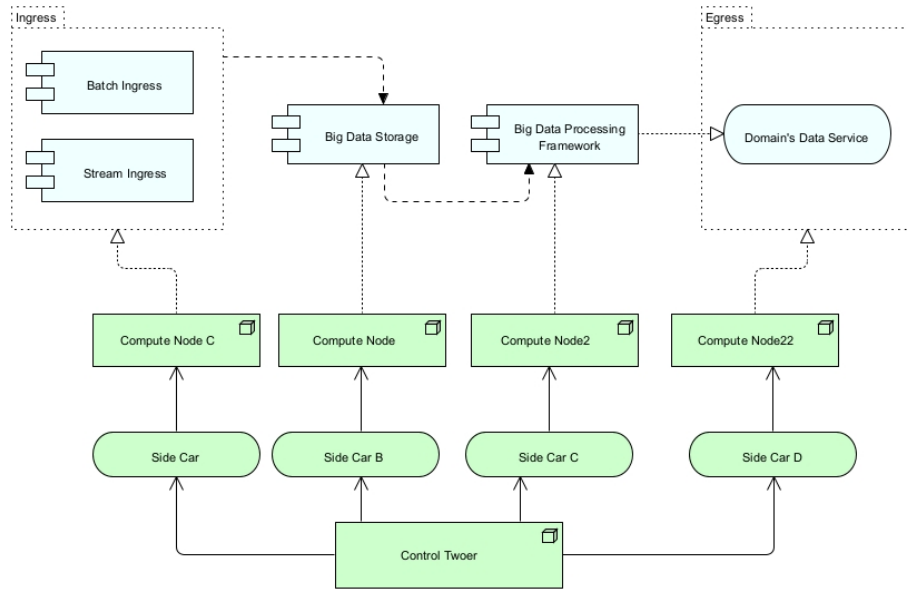 Ingress
Egress
Batch Ingress
Stream Ingress
Big Data Storage
Big Data Processing
Framework
Domain's Data Service
Compute Node C
Compute Node
Compute Node2
Compute Node22
Side Car
Side Car B
Side Car C
Side Car D
Control Twoer